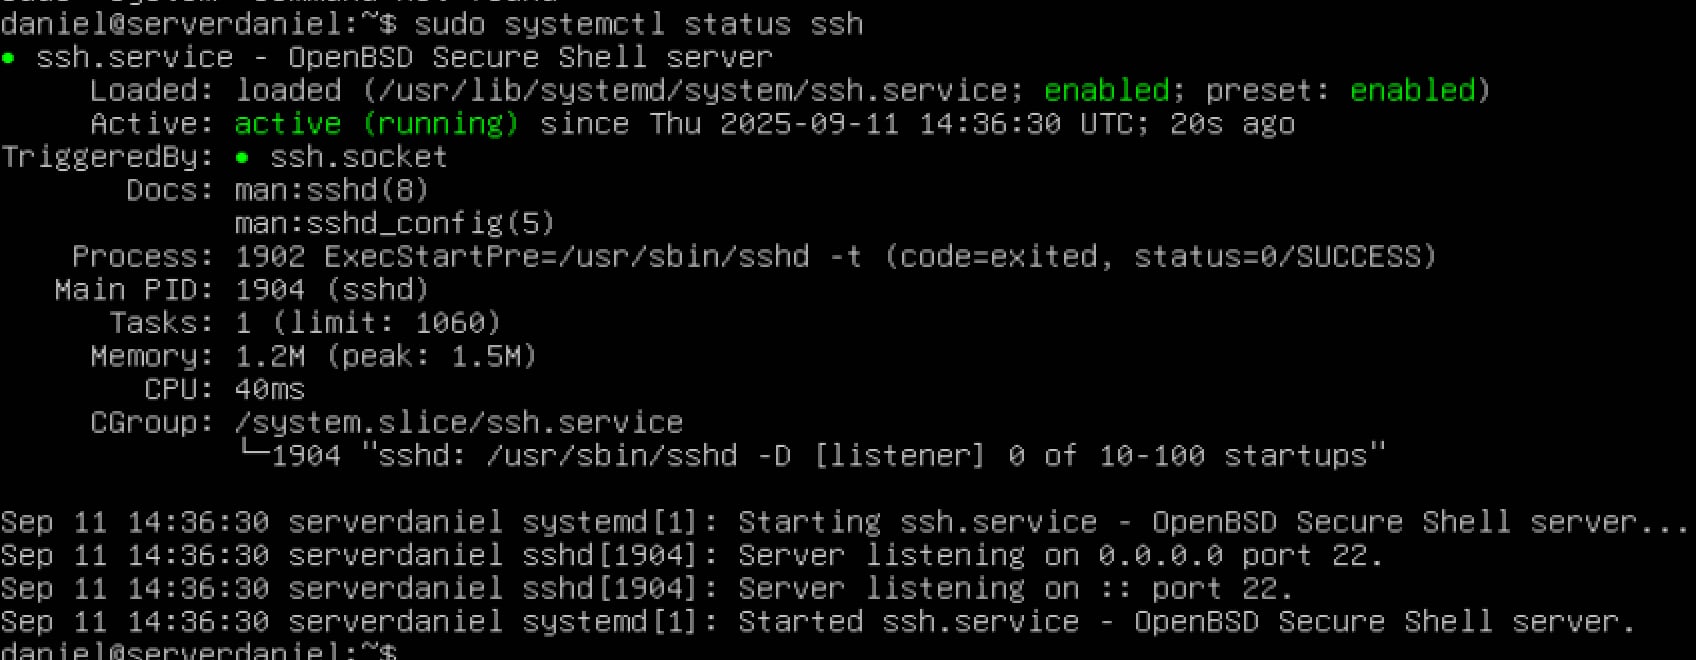 daniel@serverdaniel:~$ sudo systemctl status ssh
● ssh.service - OpenBSD Secure Shell server
     Loaded: loaded (/usr/lib/systemd/system/ssh.service; enabled; preset: enabled)
     Active: active (running) since Thu 2025-09-11 14:36:30 UTC; 20s ago
TriggeredBy: ● ssh.socket
       Docs: man:sshd(8)
             man:sshd_config(5)
    Process: 1902 ExecStartPre=/usr/sbin/sshd -t (code=exited, status=0/SUCCESS)
   Main PID: 1904 (sshd)
      Tasks: 1 (limit: 1060)
     Memory: 1.2M (peak: 1.5M)
        CPU: 40ms
     CGroup: /system.slice/ssh.service
             └─1904 "sshd: /usr/sbin/sshd -D [listener] 0 of 10-100 startups"
Sep 11 14:36:30 serverdaniel systemd[1]: Starting ssh.service - OpenBSD Secure Shell server...
Sep 11 14:36:30 serverdaniel sshd[1904]: Server listening on 0.0.0.0 port 22.
Sep 11 14:36:30 serverdaniel sshd[1904]: Server listening on :: port 22.
Sep 11 14:36:30 serverdaniel systemd[1]: Started ssh.service - OpenBSD Secure Shell server.
daniel@serverdaniel:~$